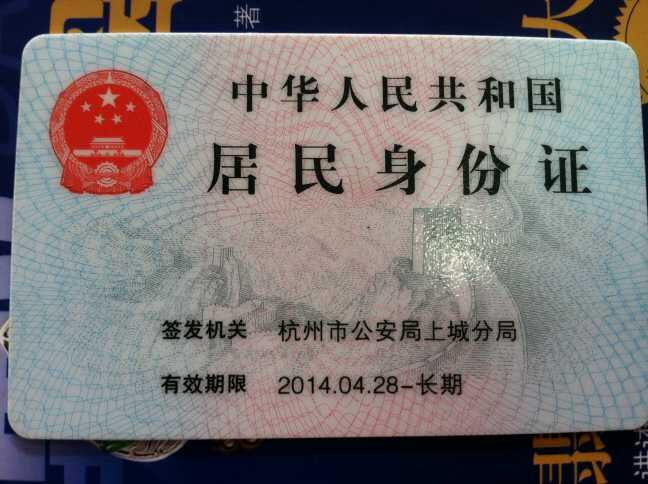 著
中华人民共和国
居民身份证
签发机关 杭州市公安局上城分局
有效期限 2014.04.28-长期